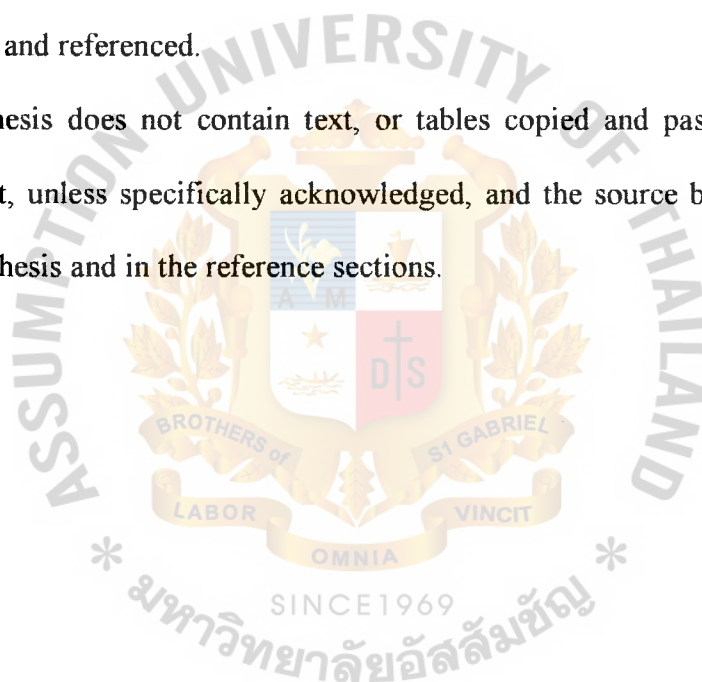 and referenced.
hesis does not contain text, or tables copied and pas
t, unless specifically acknowledged, and the source b
hesis and in the reference sections.
ASSUMPTION UNIVERSITY OF THAILAND
A M
D S
BROTHERS of ST GABRIEL
LABOR OMNIA VINCIT
SINCE1969
* มหาวิทยาลัยอัสสัมชัญ *